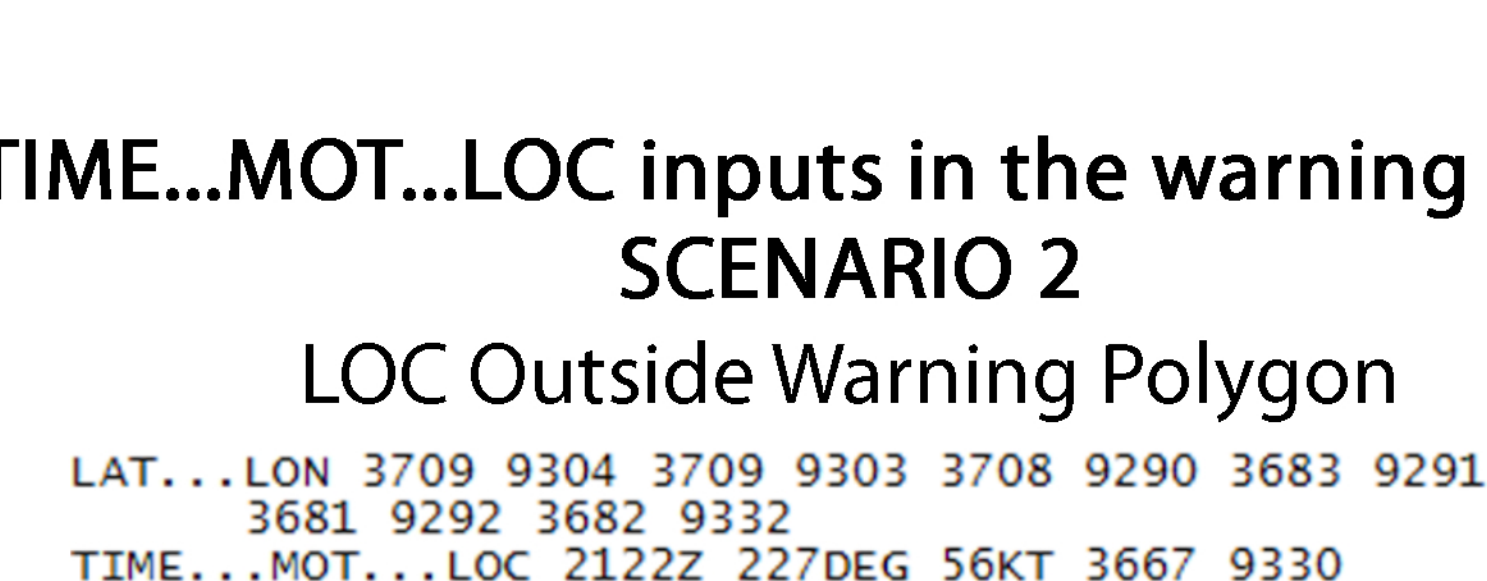 TIME...MOT...LOC inputs in the warning
SCENARIO 2
LOC Outside Warning Polygon
LAT...LON 3709 9304 3709 9303 3708 9290 3683 9291
3681 9292 3682 9332
TIME...MOT...LOC 2122Z 227DEG 56KT 3667 9330